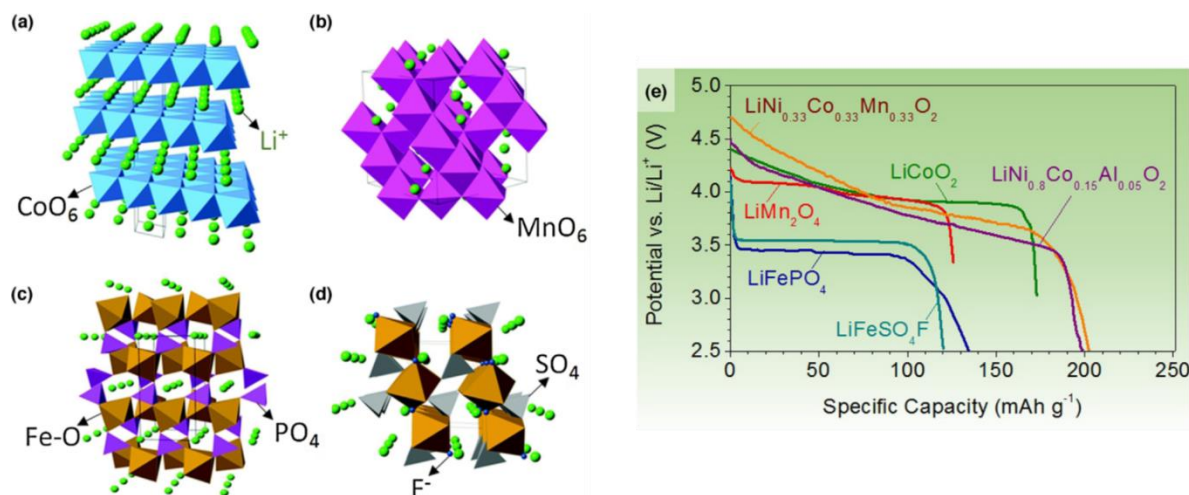 (a)
Li⁺
CoO₆
(b)
MnO₆
(c)
Fe-O
PO₄
(d)
SO₄
F⁻
(e)
LiNi₀.₃₃Co₀.₃₃Mn₀.₃₃O₂
LiCoO₂
LiNi₀.₈Co₀.₁₅Al₀.₀₅O₂
LiMn₂O₄
LiFePO₄
LiFeSO₄F
Potential vs. Li/Li⁺ (V)
5.0
4.5
4.0
3.5
3.0
2.5
0 50 100 150 200 250
Specific Capacity (mAh g⁻¹)